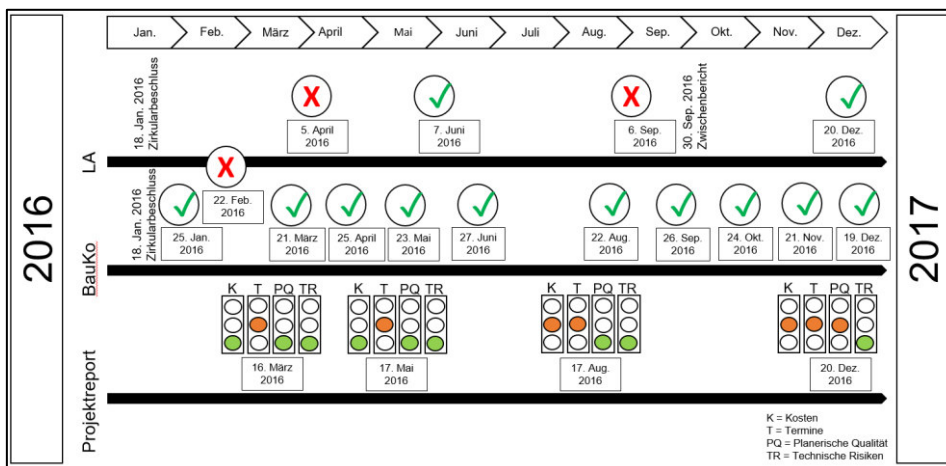 Jan.
Feb.
März
April
Mai
Juni
Juli
Aug.
Sep.
Okt.
Nov.
Dez.
2016
2017
LA
18. Jan. 2016
Zirkularbeschluss
X
5. April
2016
7. Juni
2016
X
6. Sep.
2016
30. Sep. 2016
Zwischenbericht
20. Dez.
2016
BauKo
18. Jan. 2016
Zirkularbeschluss
25. Jan.
2016
X
22. Feb.
2016
21. März
2016
25. April
2016
23. Mai
2016
27. Juni
2016
22. Aug.
2016
26. Sep.
2016
24. Okt.
2016
21. Nov.
2016
19. Dez.
2016
Projektreport
K T PQ TR
16. März
2016
K T PQ TR
17. Mai
2016
K T PQ TR
17. Aug.
2016
K T PQ TR
20. Dez.
2016
K = Kosten
T = Termine
PQ = Planerische Qualität
TR = Technische Risiken